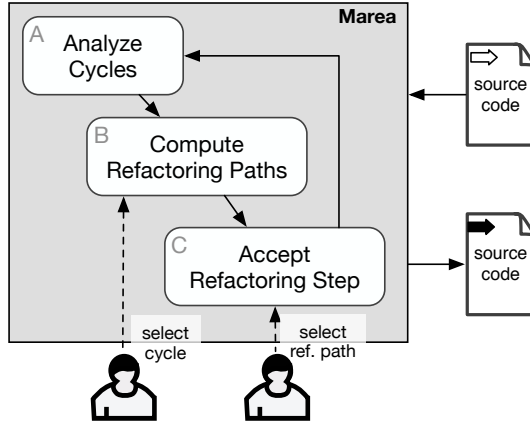 Marea
A
Analyze
Cycles
B
Compute
Refactoring Paths
C
Accept
Refactoring Step
source
code
source
code
select
cycle
select
ref. path